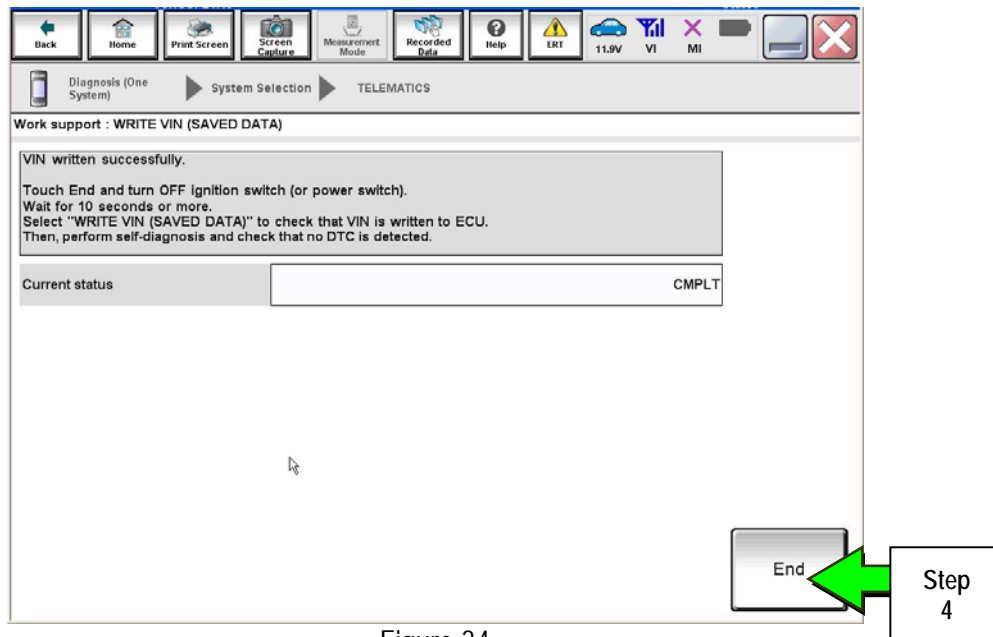 Back
Home
Print Screen
Screen
Capture
Measurement
Mode
Recorded
Data
Help
ERT
11.9V
VI
MI
Diagnosis (One
System)
System Selection
TELEMATICS
Work support : WRITE VIN (SAVED DATA)
VIN written successfully.
Touch End and turn OFF ignition switch (or power switch).
Wait for 10 seconds or more.
Select "WRITE VIN (SAVED DATA)" to check that VIN is written to ECU.
Then, perform self-diagnosis and check that no DTC is detected.
Current status
CMPLT
End
Step
4